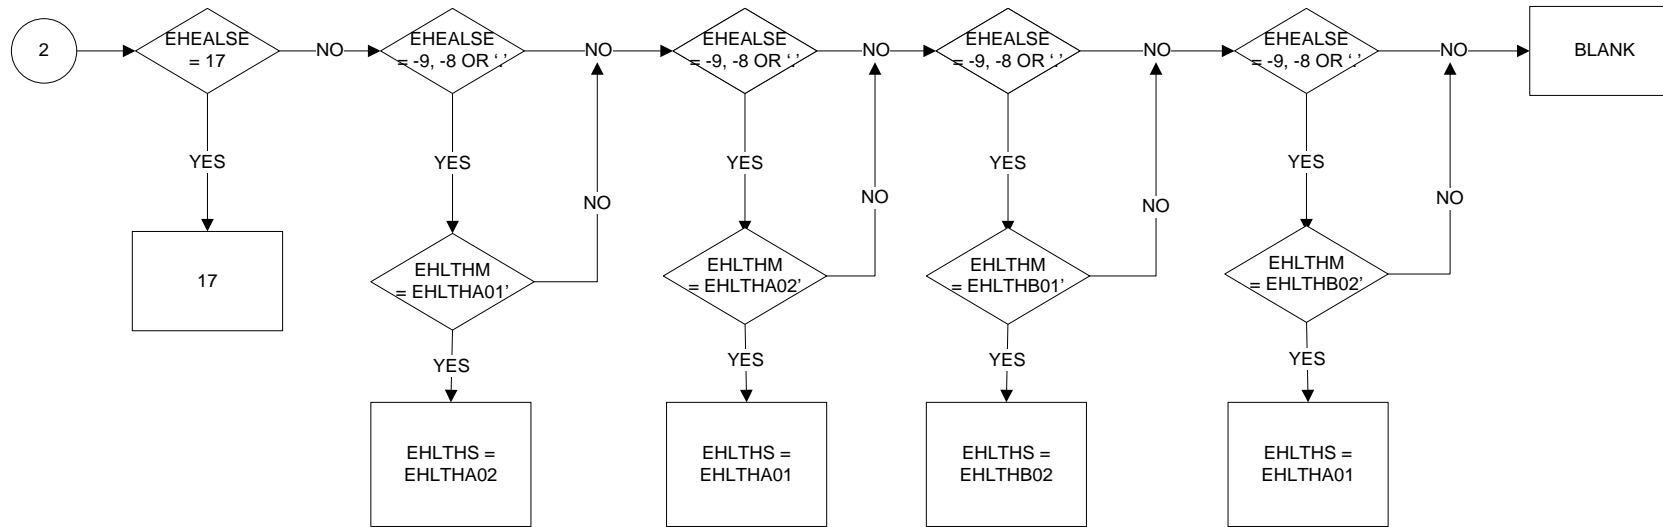 2
EHEALSE
= 17
NO
EHEALSE
= -9, -8 OR ‘.’
NO
EHEALSE
= -9, -8 OR ‘.’
NO
EHEALSE
= -9, -8 OR ‘.’
NO
EHEALSE
= -9, -8 OR ‘.’
NO
BLANK
YES
YES
YES
YES
YES
NO
NO
NO
NO
17
EHLTHM
= EHLTHA01’
EHLTHM
= EHLTHA02’
EHLTHM
= EHLTHB01’
EHLTHM
= EHLTHB02’
YES
YES
YES
YES
EHLTHS =
EHLTHA02
EHLTHS =
EHLTHA01
EHLTHS =
EHLTHB02
EHLTHS =
EHLTHA01